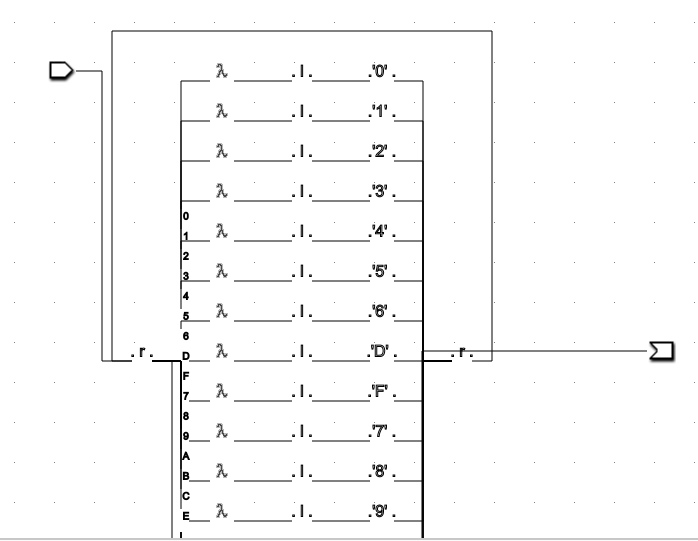 λ . I . .'0' .
λ . I . .'1' .
λ . I . .'2' .
λ . I . .'3' .
0
λ . I . .'4' .
1
2
λ . I . .'5' .
3
4
λ . I . .'6' .
5
6
. r . λ . I . .'D' . . r .
D
F
λ . I . .'F' .
7
8
λ . I . .'7' .
9
A
λ . I . .'8' .
B
C
λ . I . .'9' .
E